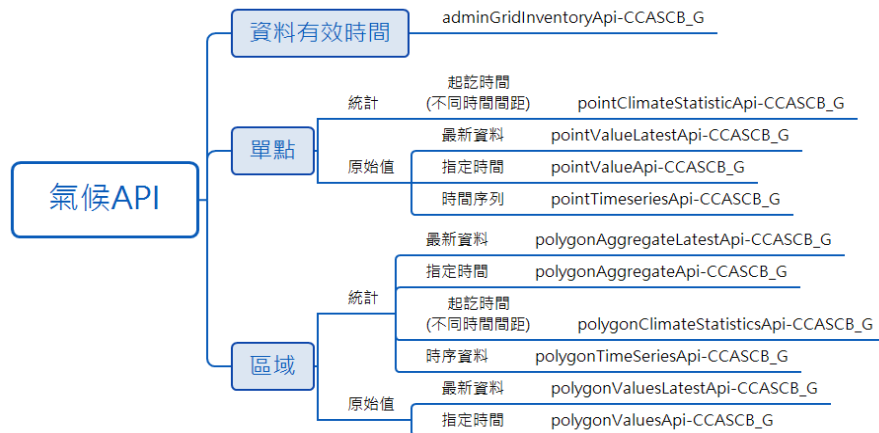 氣候API
資料有效時間
adminGridInventoryApi-CCASCB_G
單點
統計
起訖時間
(不同時間間距)
pointClimateStatisticApi-CCASCB_G
原始值
最新資料
pointValueLatestApi-CCASCB_G
指定時間
pointValueApi-CCASCB_G
時間序列
pointTimeseriesApi-CCASCB_G
區域
統計
最新資料
polygonAggregateLatestApi-CCASCB_G
指定時間
polygonAggregateApi-CCASCB_G
起訖時間
(不同時間間距)
polygonClimateStatisticsApi-CCASCB_G
時序資料
polygonTimeSeriesApi-CCASCB_G
原始值
最新資料
polygonValuesLatestApi-CCASCB_G
指定時間
polygonValuesApi-CCASCB_G